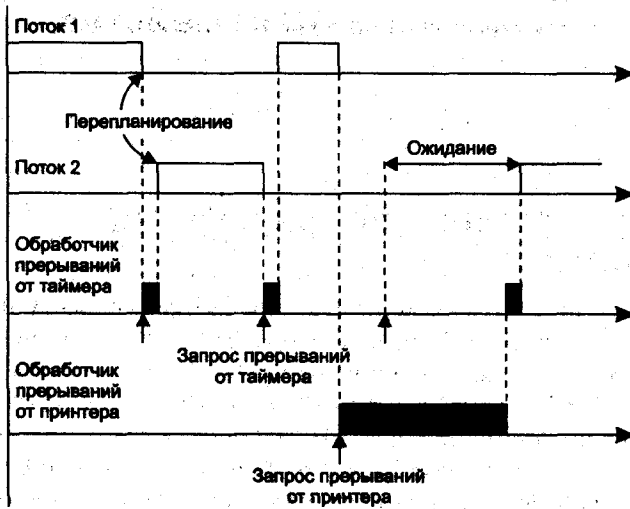 Поток 1
Перепланирование
Ожидание
Поток 2
Обработчик
прерываний
от таймера
Запрос прерываний
от таймера
Обработчик
прерываний
от принтера
Запрос прерываний
от принтера